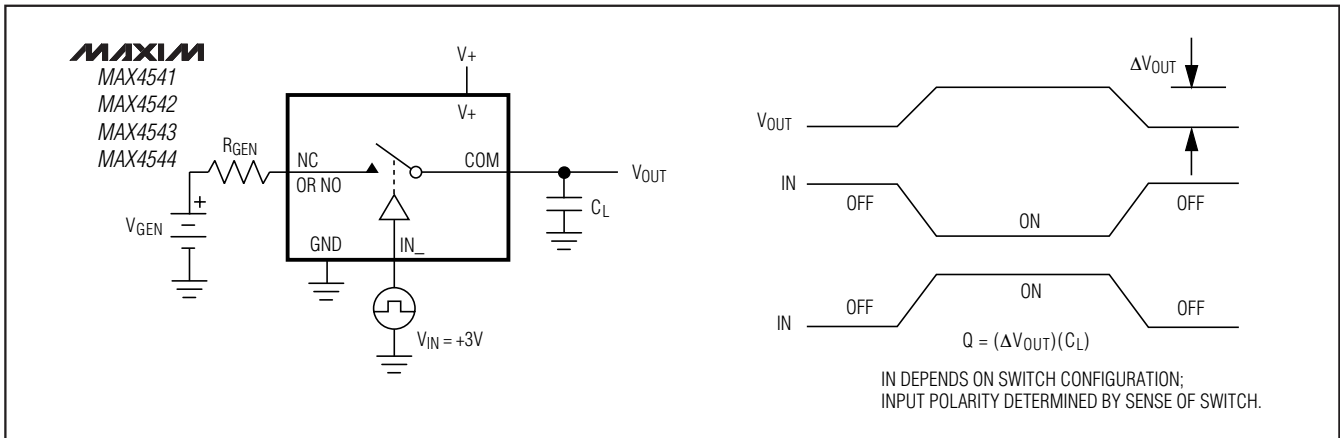 MAXIM
MAX4541
MAX4542
MAX4543
MAX4544
V+
V+
RGEN
NC
OR NO
COM
VOUT
CL
VGEN
+
GND
IN_
VIN = +3V
ΔVOUT
VOUT
IN
OFF
ON
OFF
IN
OFF
ON
OFF
Q = (ΔVOUT)(CL)
IN DEPENDS ON SWITCH CONFIGURATION;
INPUT POLARITY DETERMINED BY SENSE OF SWITCH.